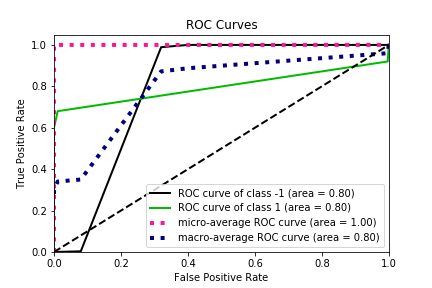 ROC Curves
True Positive Rate
1.0
0.8
0.6
0.4
0.2
0.0
ROC curve of class -1 (area = 0.80)
ROC curve of class 1 (area = 0.80)
micro-average ROC curve (area = 1.00)
macro-average ROC curve (area = 0.80)
0.0 0.2 0.4 0.6 0.8 1.0
False Positive Rate